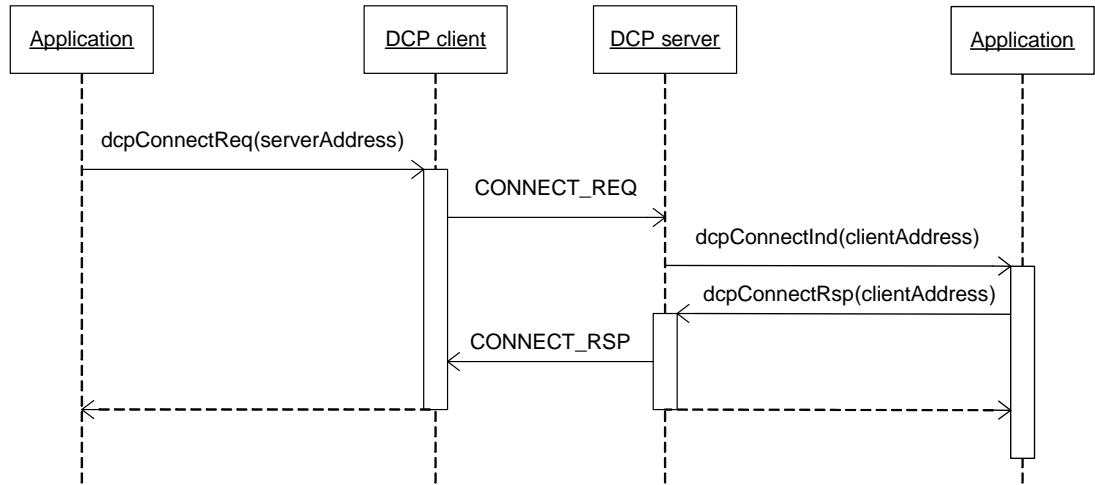 Application
DCP client
DCP server
Application
dcpConnectReq(serverAddress)
CONNECT_REQ
dcpConnectInd(clientAddress)
dcpConnectRsp(clientAddress)
CONNECT_RSP